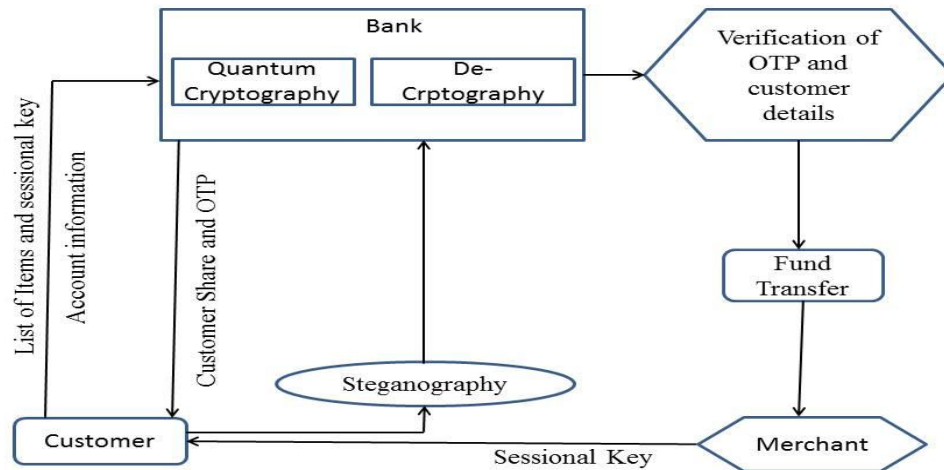 Bank
Quantum
Cryptography
De-
Crptography
Verification of
OTP and
customer
details
List of Items and sessional key
Account information
Customer Share and OTP
Fund
Transfer
Steganography
Customer
Sessional Key
Merchant